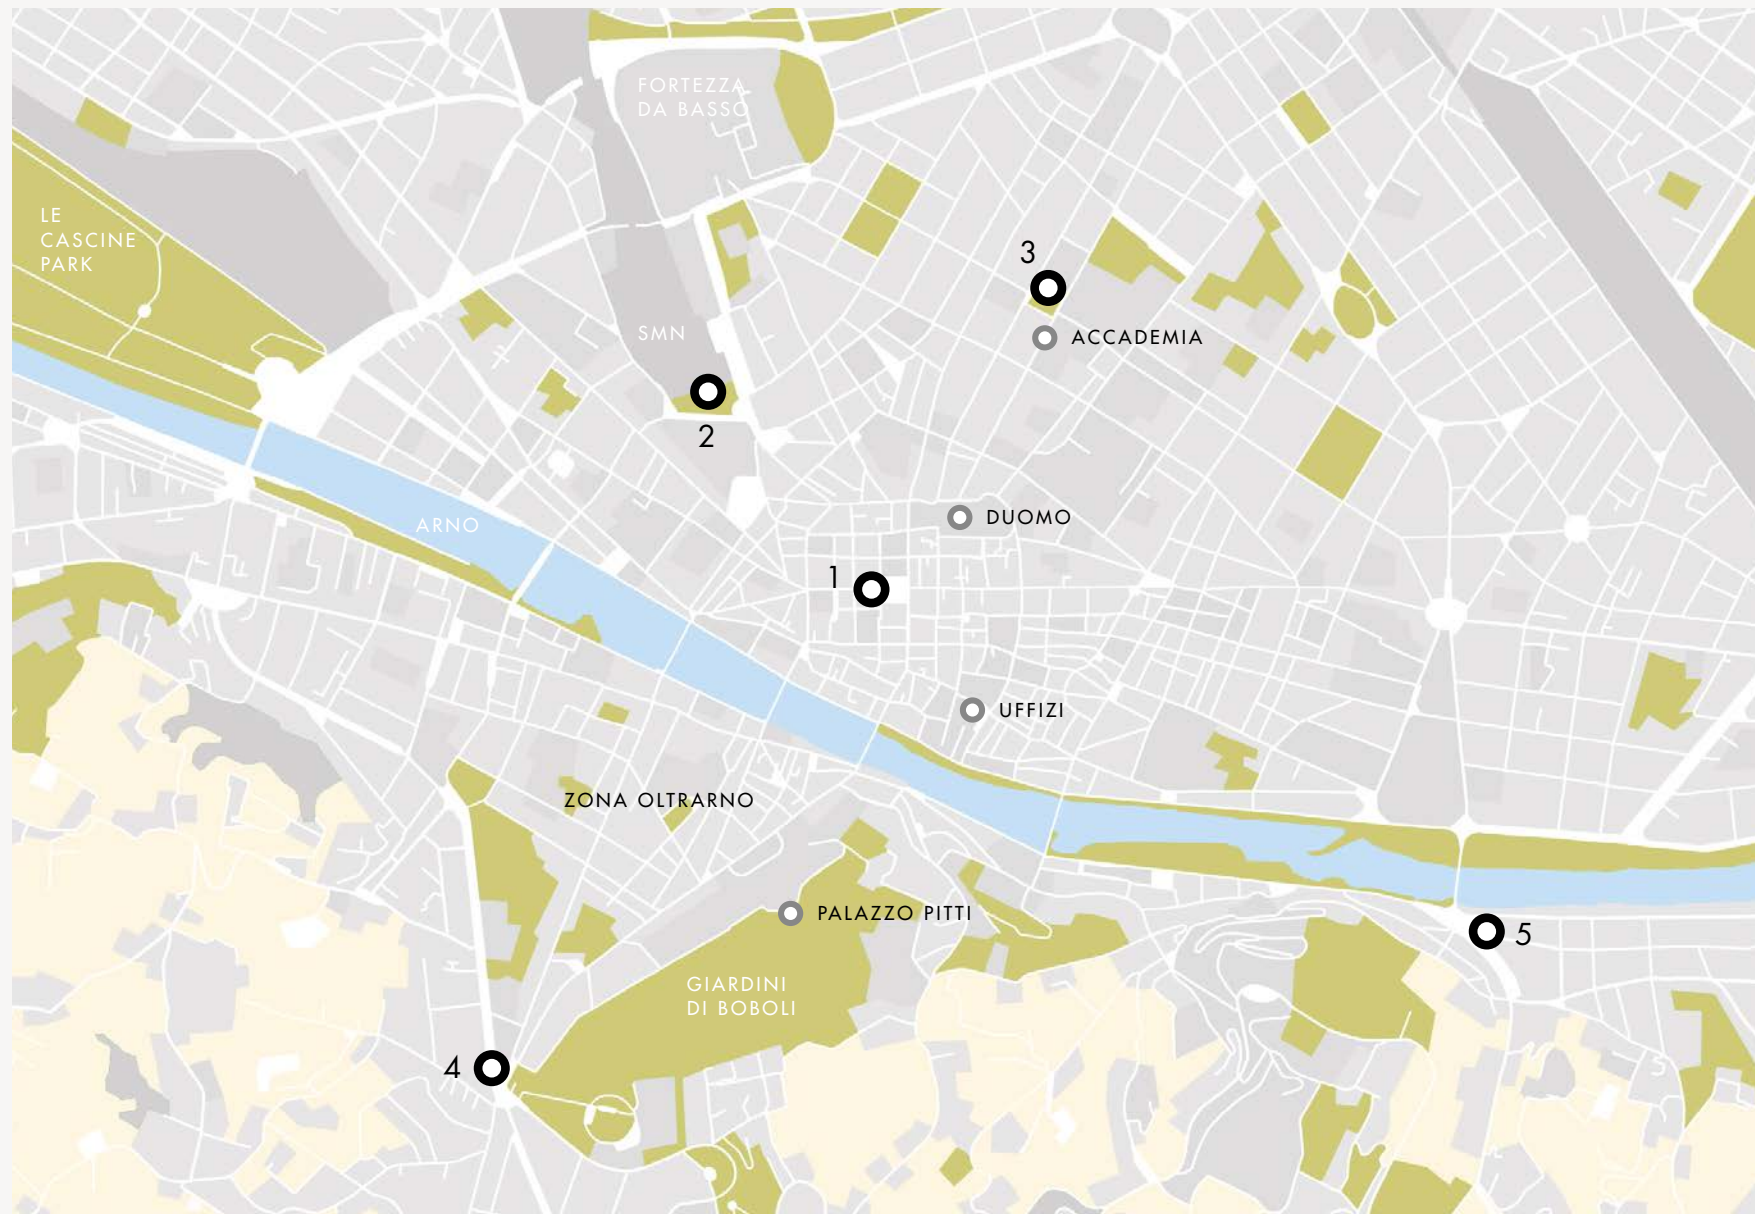 FORTEZZA
DA BASSO
LE
CASCINE
PARK
3
SMN
ACCADEMIA
2
ARNO
DUOMO
1
UFFIZI
ZONA OLTRARNO
PALAZZO PITTI
5
GIARDINI
DI BOBOLI
4